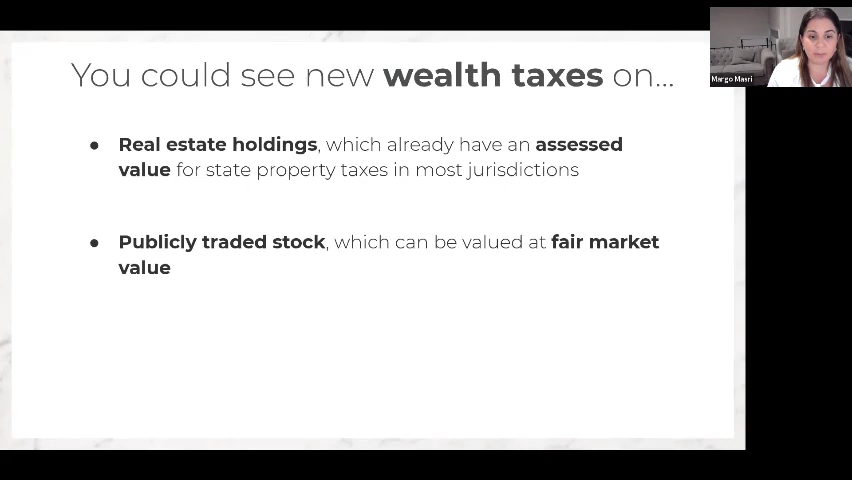 You could see new wealth taxes on...
● Real estate holdings, which already have an assessed
value for state property taxes in most jurisdictions
● Publicly traded stock, which can be valued at fair market
value
Margo Masri